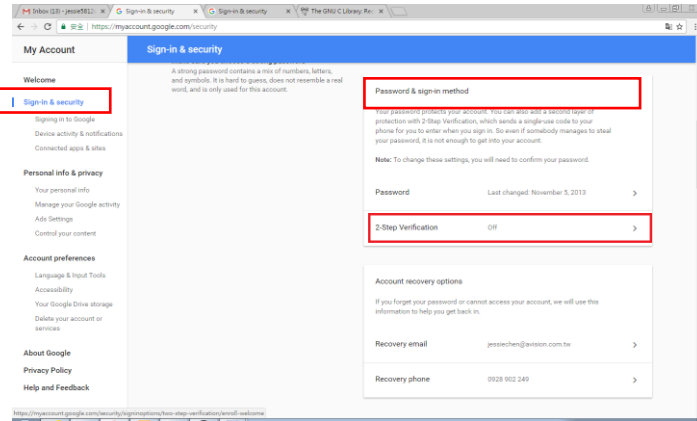 Inbox (23) - jessie5812
Sign-in & security
Sign-in & security
The GNU C Library: Re
https://myaccount.google.com/security
My Account
Sign-in & security
A strong password contains a mix of numbers, letters,
and symbols. It is hard to guess, does not resemble a real
word, and is only used for this account.
Welcome
Sign-in & security
Signing in to Google
Device activity & notifications
Connected apps & sites
Personal info & privacy
Your personal info
Manage your Google activity
Ads Settings
Control your content
Account preferences
Language & Input Tools
Accessibility
Your Google Drive storage
Delete your account or
services
About Google
Privacy Policy
Help and Feedback
Password & sign-in method
Your password protects your account. You can also add a second layer of
protection with 2-Step Verification, which sends a single-use code to your
phone for you to enter when you sign in. So even if somebody manages to steal
your password, it is not enough to get into your account.
Note: To change these settings, you will need to confirm your password.
Password Last changed: November 5, 2013
2-Step Verification Off
Account recovery options
If you forget your password or cannot access your account, we will use this
information to help you get back in.
Recovery email jessiechen@avision.com.tw
Recovery phone 0928 902 249
https://myaccount.google.com/security/signinoptions/two-step-verification/enroll-welcome